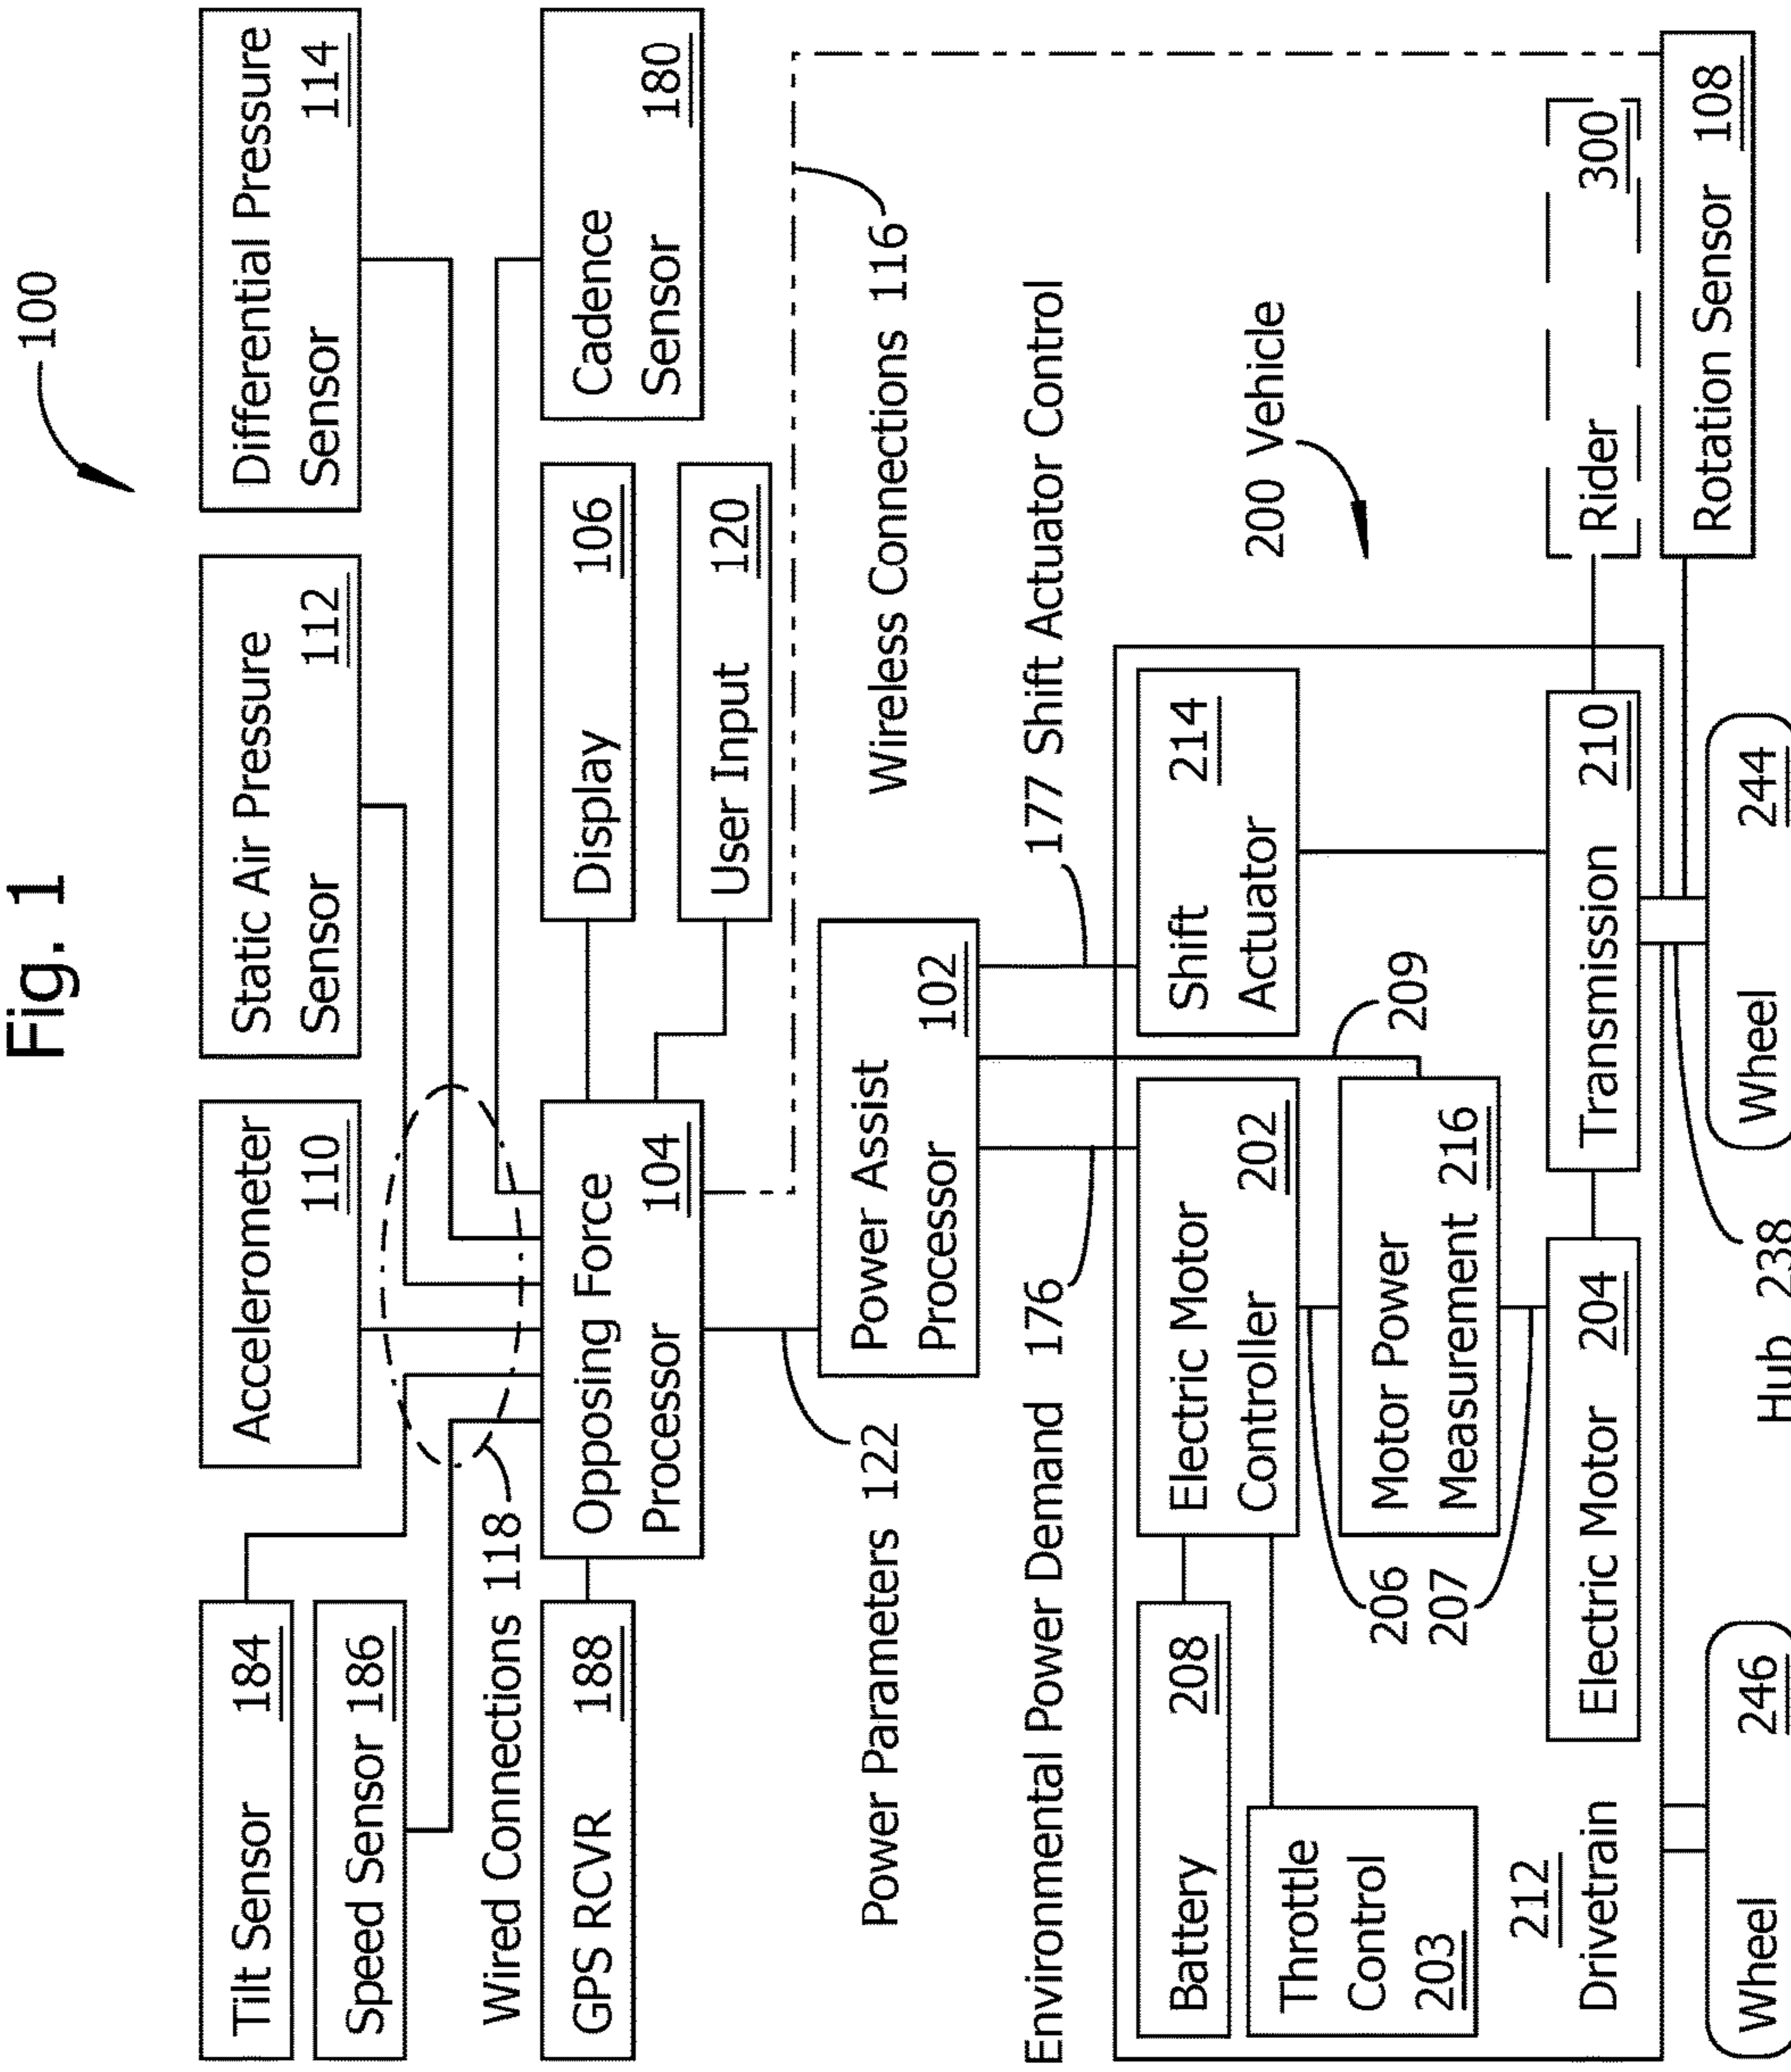 Fig. 1
100
Tilt Sensor 184
Speed Sensor 186
Accelerometer
110
Static Air Pressure
Sensor 112
Differential Pressure
Sensor 114
Wired Connections 118
GPS RCVR 188
Opposing Force
Processor 104
Display 106
User Input 120
Cadence
Sensor 180
Power Parameters 122
Power Assist
Processor 102
Wireless Connections 116
Environmental Power Demand 176
177 Shift Actuator Control
200 Vehicle
Battery 208
Throttle
Control
203
Electric Motor
Controller 202
Shift 214
Actuator
206
207
Motor Power
Measurement 216
209
212
Drivetrain
Electric Motor 204
Transmission 210
Rider 300
Rotation Sensor 108
Wheel 246
Hub 238
Wheel 244